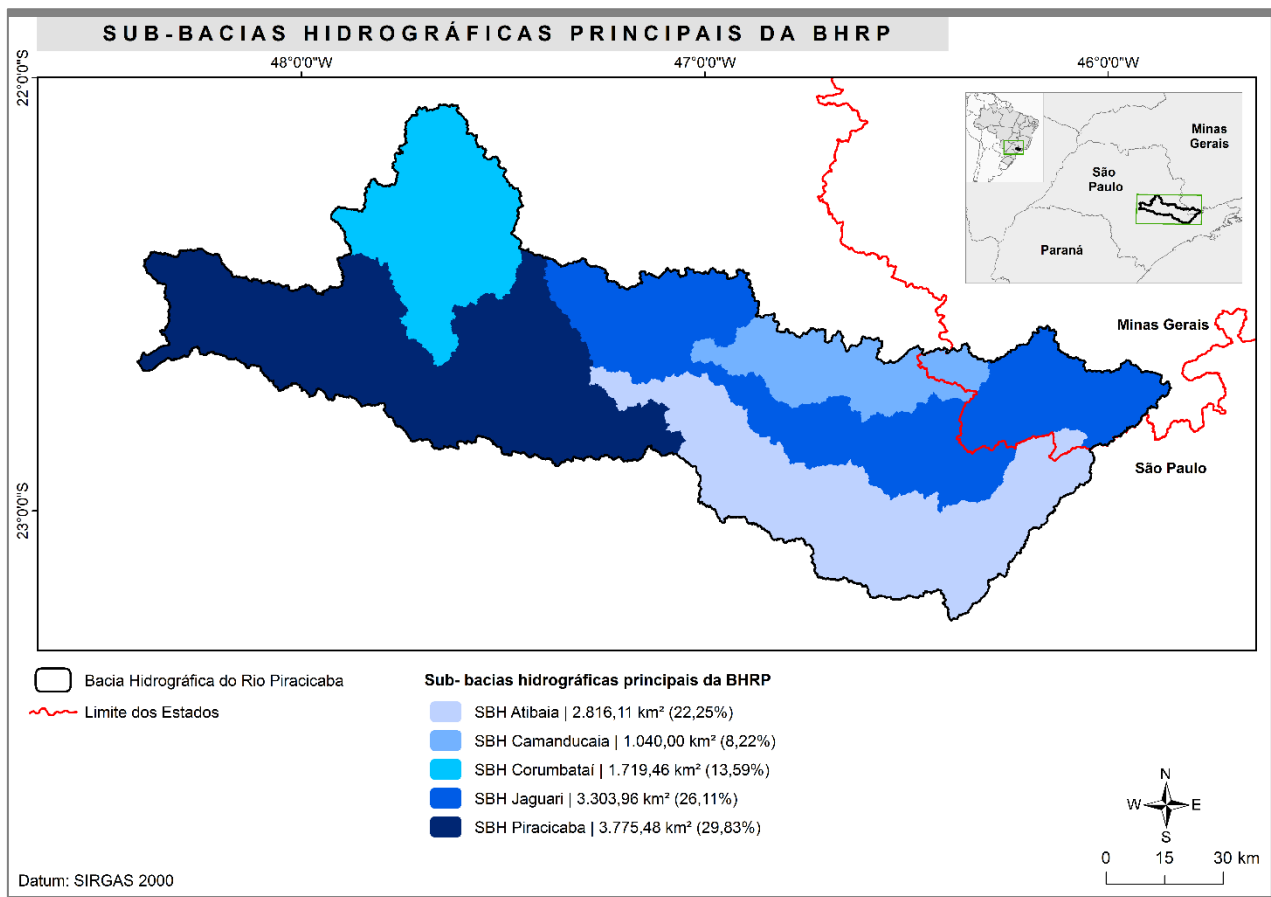 SUB-BACIAS HIDROGRÁFICAS PRINCIPAIS DA BHRP
48°0'0"W
47°0'0"W
46°0'0"W
22°0'0"S
23°0'0"S
Minas
Gerais
São
Paulo
Paraná
Minas Gerais
São Paulo
Bacia Hidrográfica do Rio Piracicaba
Limite dos Estados
Sub- bacias hidrográficas principais da BHRP
SBH Atibaia | 2.816,11 km² (22,25%)
SBH Camanducaia | 1.040,00 km² (8,22%)
SBH Corumbataí | 1.719,46 km² (13,59%)
SBH Jaguari | 3.303,96 km² (26,11%)
SBH Piracicaba | 3.775,48 km² (29,83%)
N
W
E
S
0 15 30 km
Datum: SIRGAS 2000